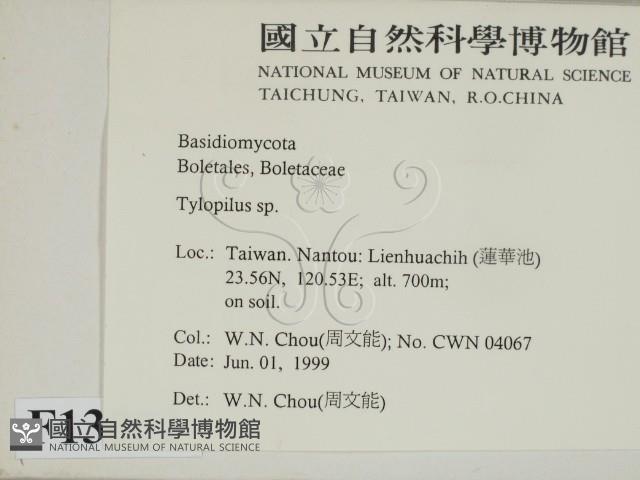 國立自然科學博物館
NATIONAL MUSEUM OF NATURAL SCIENCE
TAICHUNG, TAIWAN, R.O.CHINA
Basidiomycota
Boletales, Boletaceae
Tylopilus sp.
Loc.: Taiwan. Nantou: Lienhuachih (蓮華池)
23.56N, 120.53E; alt. 700m;
on soil.
Col.: W.N. Chou(周文能); No. CWN 04067
Date: Jun. 01, 1999
Det.: W.N. Chou(周文能)
F13
國立自然科學博物館
NATIONAL MUSEUM OF NATURAL SCIENCE